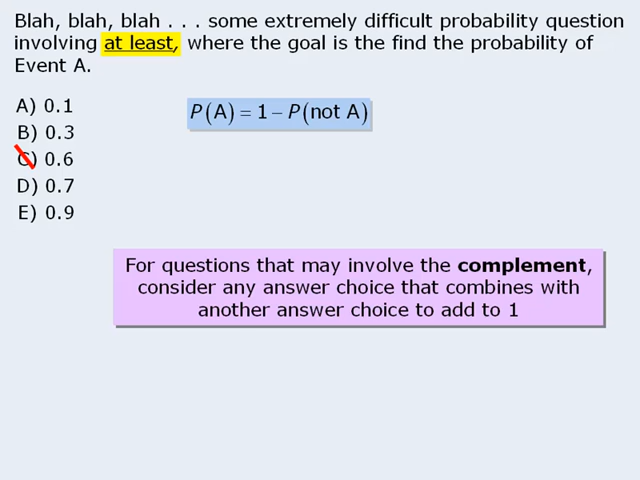 Blah, blah, blah . . . some extremely difficult probability question
involving at least, where the goal is the find the probability of
Event A.
A) 0.1
P(A) = 1 – P(not A)
B) 0.3
C) 0.6
D) 0.7
E) 0.9
For questions that may involve the complement,
consider any answer choice that combines with
another answer choice to add to 1